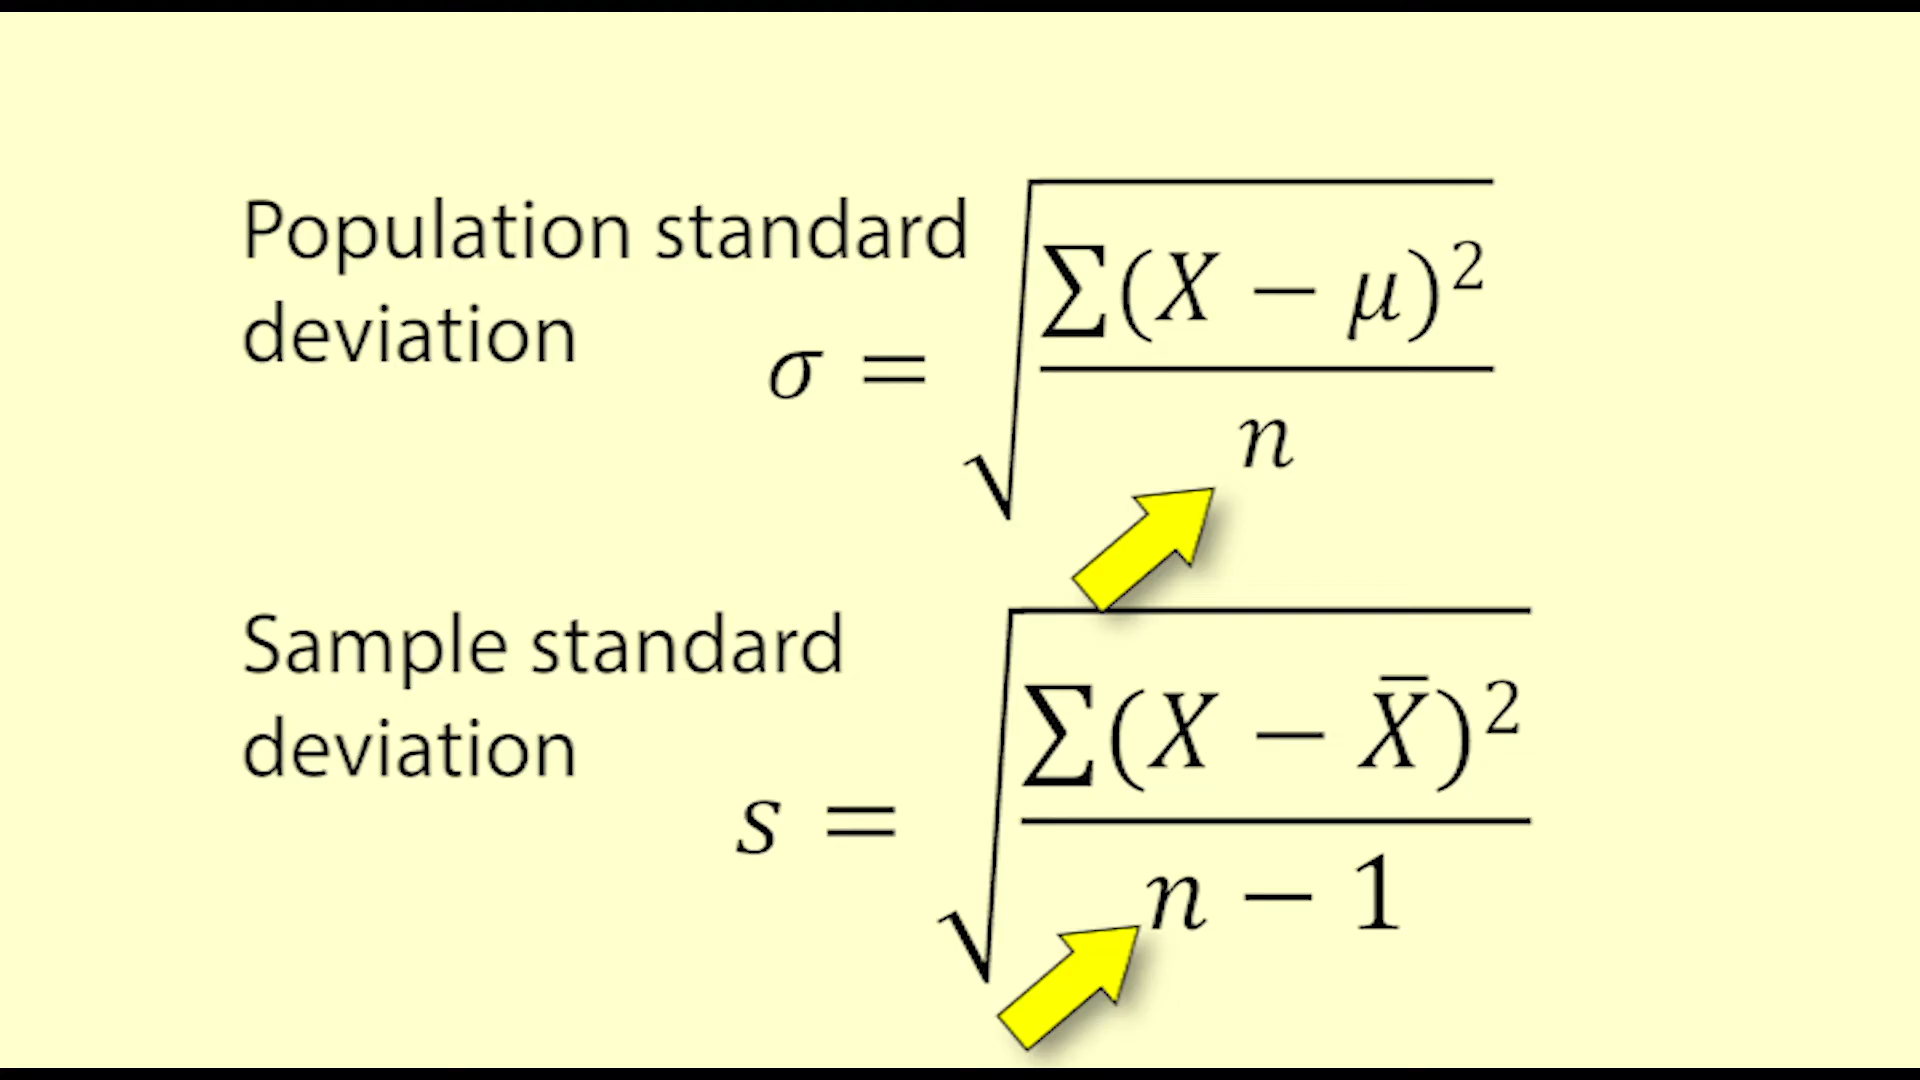 Population standard
deviation
σ = √(∑(X − μ)² / n)
Sample standard
deviation
s = √(∑(X − X̄)² / n − 1)